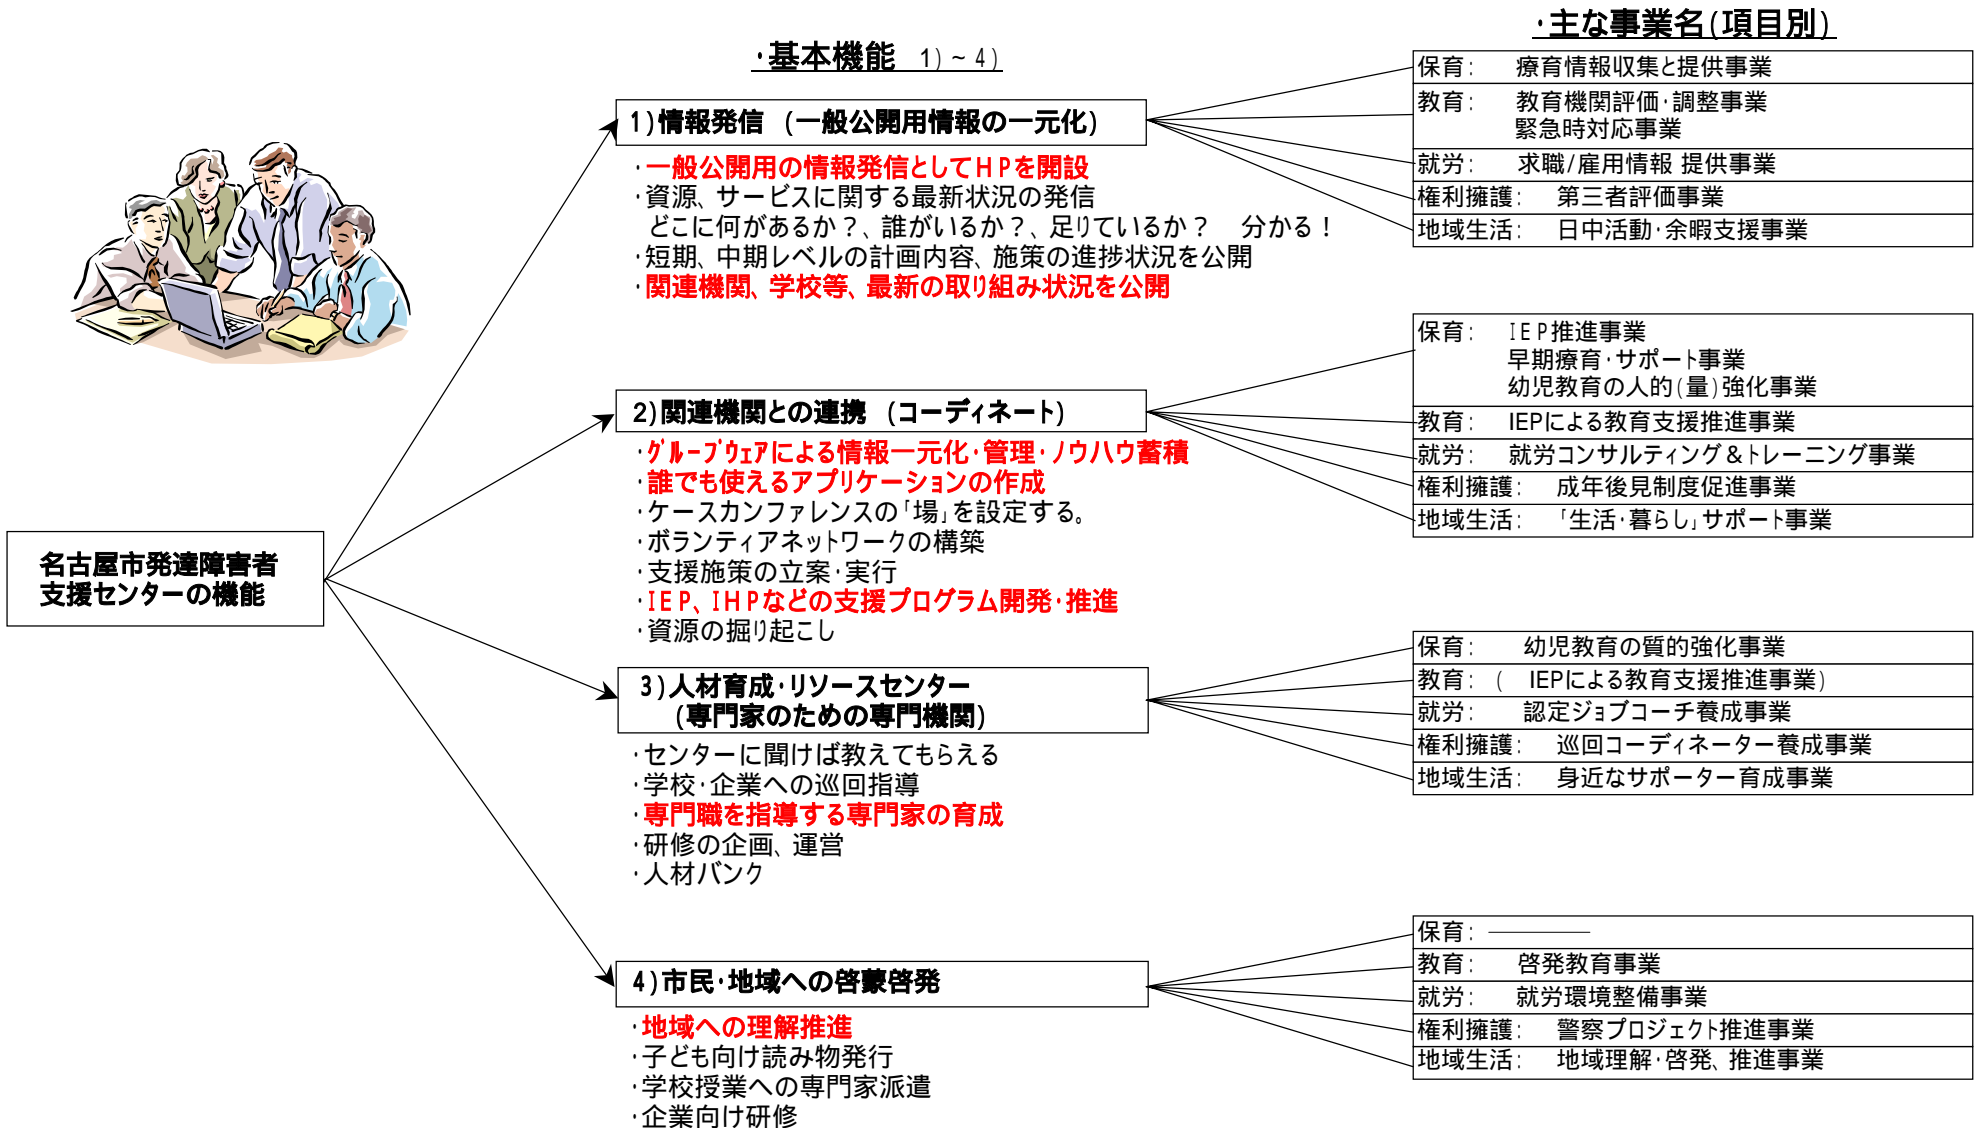 ・主な事業名(項目別)
・基本機能 1)~4)
名古屋市発達障害者
支援センターの機能
1)情報発信 (一般公開用情報の一元化)
・一般公開用の情報発信としてHPを開設
・資源、サービスに関する最新状況の発信
どこに何があるか?、誰がいるか?、足りているか? 分かる!
・短期、中期レベルの計画内容、施策の進捗状況を公開
・関連機関、学校等、最新の取り組み状況を公開
保育: 療育情報収集と提供事業
教育: 教育機関評価・調整事業
緊急時対応事業
就労: 求職/雇用情報 提供事業
権利擁護: 第三者評価事業
地域生活: 日中活動・余暇支援事業
2)関連機関との連携 (コーディネート)
・グループウェアによる情報一元化・管理・ノウハウ蓄積
・誰でも使えるアプリケーションの作成
・ケースカンファレンスの「場」を設定する。
・ボランティアネットワークの構築
・支援施策の立案・実行
・IEP、IHPなどの支援プログラム開発・推進
・資源の掘り起こし
保育: IEP推進事業
早期療育・サポート事業
幼児教育の人的(量)強化事業
教育: IEPによる教育支援推進事業
就労: 就労コンサルティング&トレーニング事業
権利擁護: 成年後見制度促進事業
地域生活: 「生活・暮らし」サポート事業
3)人材育成・リソースセンター
(専門家のための専門機関)
・センターに聞けば教えてもらえる
・学校・企業への巡回指導
・専門職を指導する専門家の育成
・研修の企画、運営
・人材バンク
保育: 幼児教育の質的強化事業
教育: ( IEPによる教育支援推進事業)
就労: 認定ジョブコーチ養成事業
権利擁護: 巡回コーディネーター養成事業
地域生活: 身近なサポーター育成事業
4)市民・地域への啓蒙啓発
・地域への理解推進
・子ども向け読み物発行
・学校授業への専門家派遣
・企業向け研修
保育: ――――
教育: 啓発教育事業
就労: 就労環境整備事業
権利擁護: 警察プロジェクト推進事業
地域生活: 地域理解・啓発、推進事業